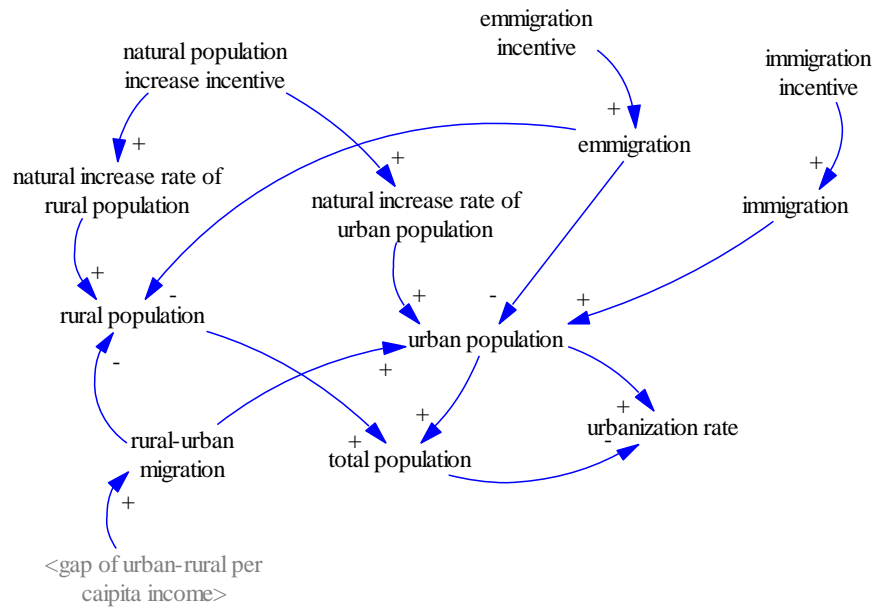 natural population
increase incentive
emmigration
incentive
immigration
incentive
+
+
+
+
emmigration
natural increase rate of
rural population
natural increase rate of
urban population
immigration
+
-
+
-
+
rural population
urban population
-
+
+
+
+
-
rural-urban
migration
total population
urbanization rate
+
<gap of urban-rural per
caipita income>